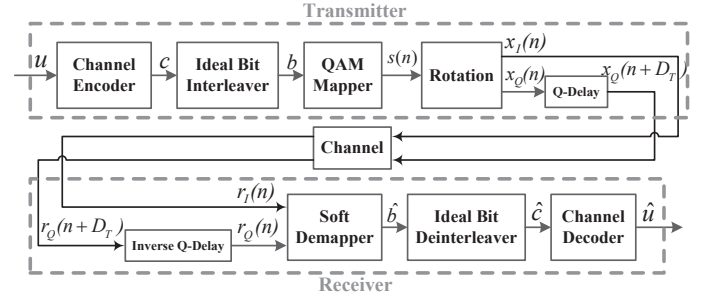 Transmitter
u
Channel Encoder
c
Ideal Bit Interleaver
b
QAM Mapper
s(n)
Rotation
x_I(n)
x_Q(n)
Q-Delay
x_Q(n+D_T)
Channel
r_I(n)
r_Q(n+D_T)
Inverse Q-Delay
r_Q(n)
Soft Demapper
b̂
Ideal Bit Deinterleaver
ĉ
Channel Decoder
û
Receiver